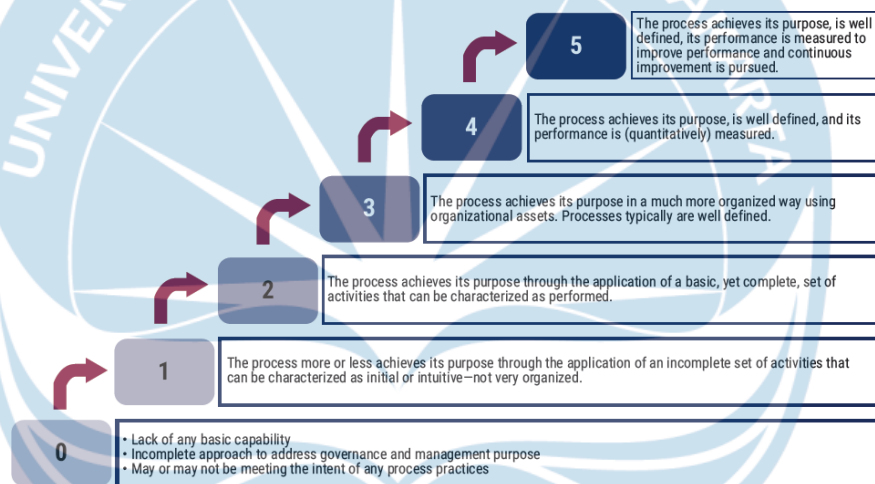 5
The process achieves its purpose, is well
defined, its performance is measured to
improve performance and continuous
improvement is pursued.
4
The process achieves its purpose, is well defined, and its
performance is (quantitatively) measured.
3
The process achieves its purpose in a much more organized way using
organizational assets. Processes typically are well defined.
2
The process achieves its purpose through the application of a basic, yet complete, set of
activities that can be characterized as performed.
1
The process more or less achieves its purpose through the application of an incomplete set of activities that
can be characterized as initial or intuitive—not very organized.
0
• Lack of any basic capability
• Incomplete approach to address governance and management purpose
• May or may not be meeting the intent of any process practices